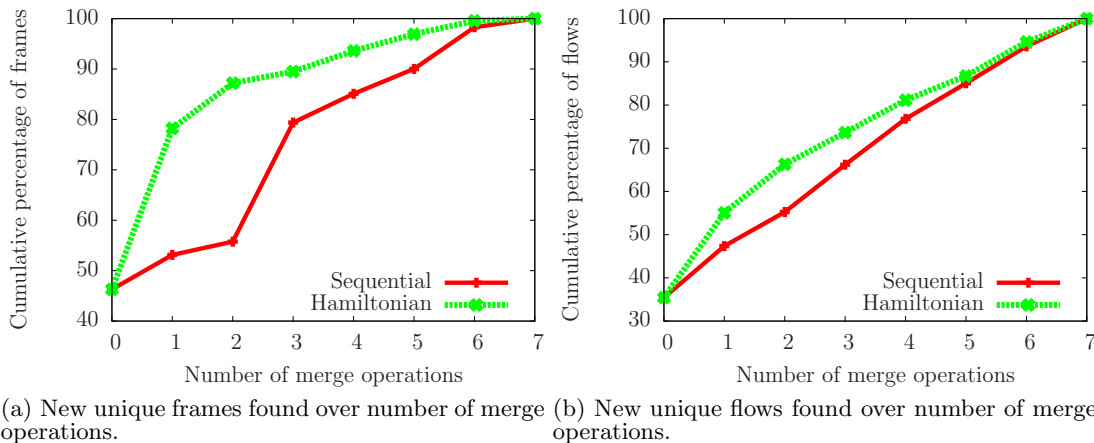 Cumulative percentage of frames
100
90
80
70
60
50
40
0 1 2 3 4 5 6 7
Number of merge operations
Sequential
Hamiltonian
(a) New unique frames found over number of merge
operations.
Cumulative percentage of flows
100
90
80
70
60
50
40
30
0 1 2 3 4 5 6 7
Number of merge operations
Sequential
Hamiltonian
(b) New unique flows found over number of merge
operations.